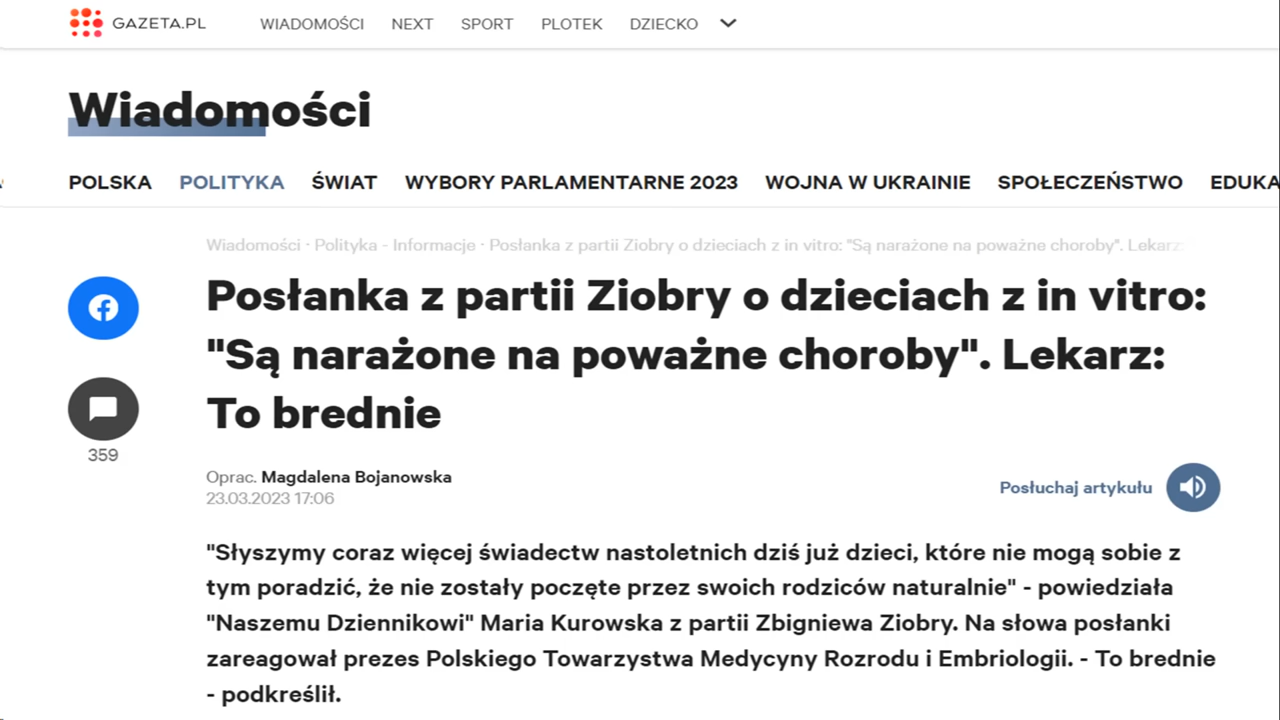 GAZETA.PL WIADOMOŚCI NEXT SPORT PLOTEK DZIECKO
Wiadomości
POLSKA POLITYKA ŚWIAT WYBORY PARLAMENTARNE 2023 WOJNA W UKRAINIE SPOŁECZEŃSTWO EDUKA
Wiadomości · Polityka - Informacje · Posłanka z partii Ziobry o dzieciach z in vitro: "Są narażone na poważne choroby". Lekarz:
Posłanka z partii Ziobry o dzieciach z in vitro:
"Są narażone na poważne choroby". Lekarz:
To brednie
359
Oprac. Magdalena Bojanowska
23.03.2023 17:06
Posłuchaj artykułu
"Słyszymy coraz więcej świadectw nastoletnich dziś już dzieci, które nie mogą sobie z
tym poradzić, że nie zostały poczęte przez swoich rodziców naturalnie" - powiedziała
"Naszemu Dziennikowi" Maria Kurowska z partii Zbigniewa Ziobry. Na słowa posłanki
zareagował prezes Polskiego Towarzystwa Medycyny Rozrodu i Embriologii. - To brednie
- podkreślił.